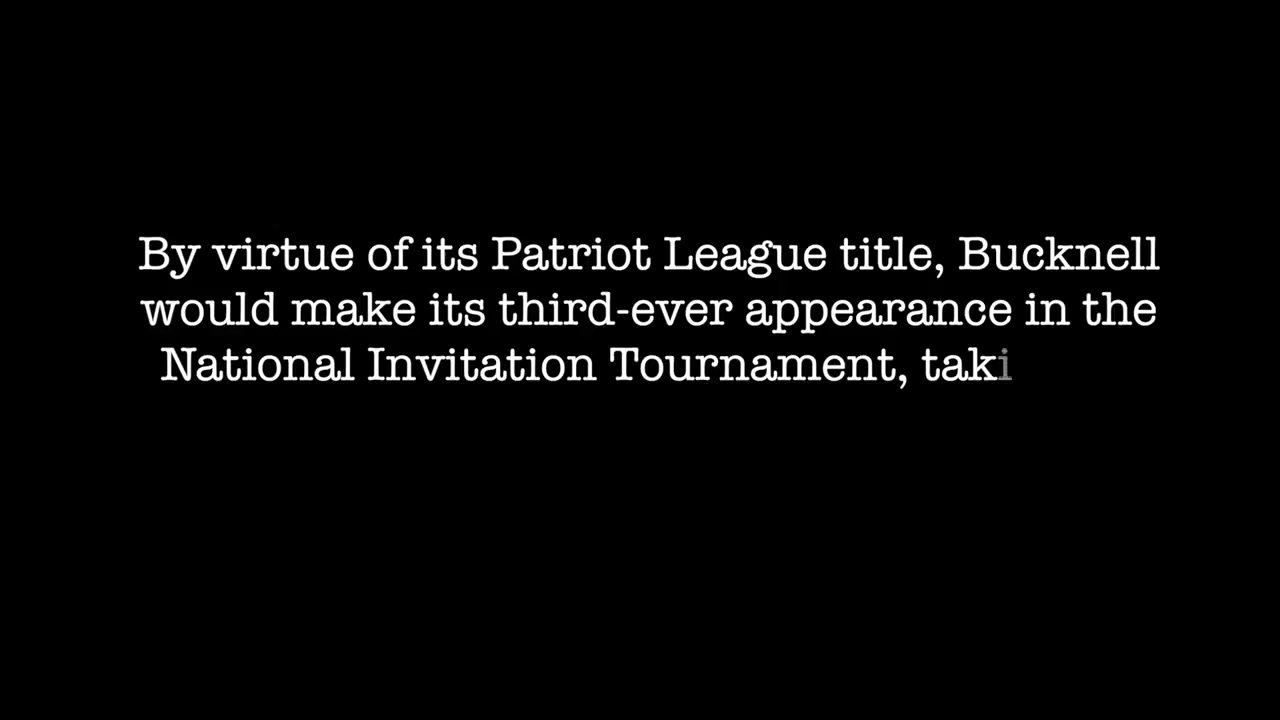 By virtue of its Patriot League title, Bucknell
would make its third-ever appearance in the
National Invitation Tournament, taki